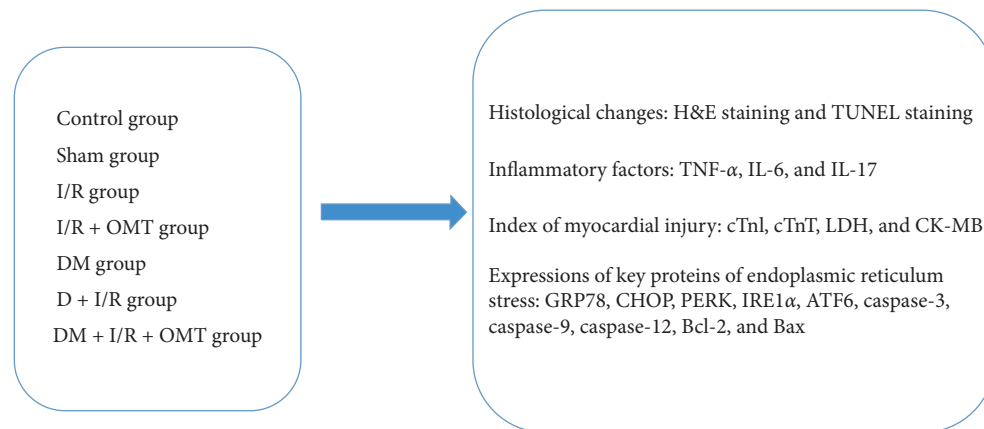 Control group
Sham group
I/R group
I/R + OMT group
DM group
D + I/R group
DM + I/R + OMT group
Histological changes: H&E staining and TUNEL staining
Inflammatory factors: TNF-α, IL-6, and IL-17
Index of myocardial injury: cTnl, cTnT, LDH, and CK-MB
Expressions of key proteins of endoplasmic reticulum
stress: GRP78, CHOP, PERK, IRE1α, ATF6, caspase-3,
caspase-9, caspase-12, Bcl-2, and Bax